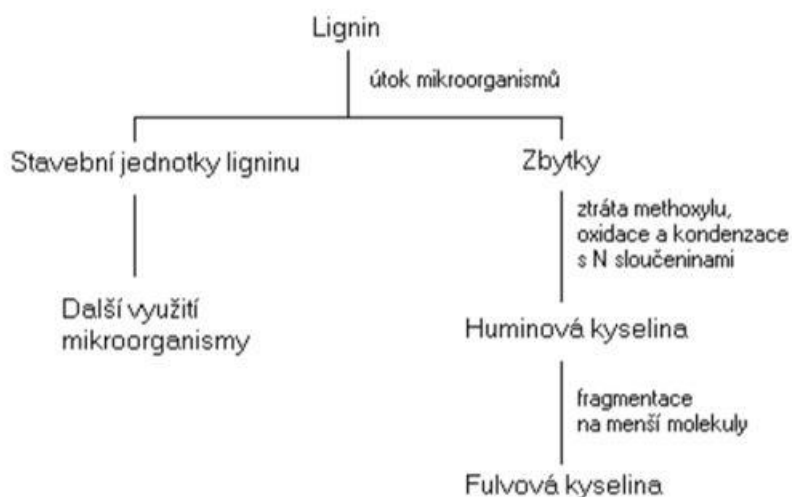 Lignin
útok mikroorganismů
Stavební jednotky ligninu
Zbytky
ztráta methoxylu,
oxidace a kondenzace
s N sloučeninami
Další využití
mikroorganismy
Huminová kyselina
fragmentace
na menší molekuly
Fulvová kyselina